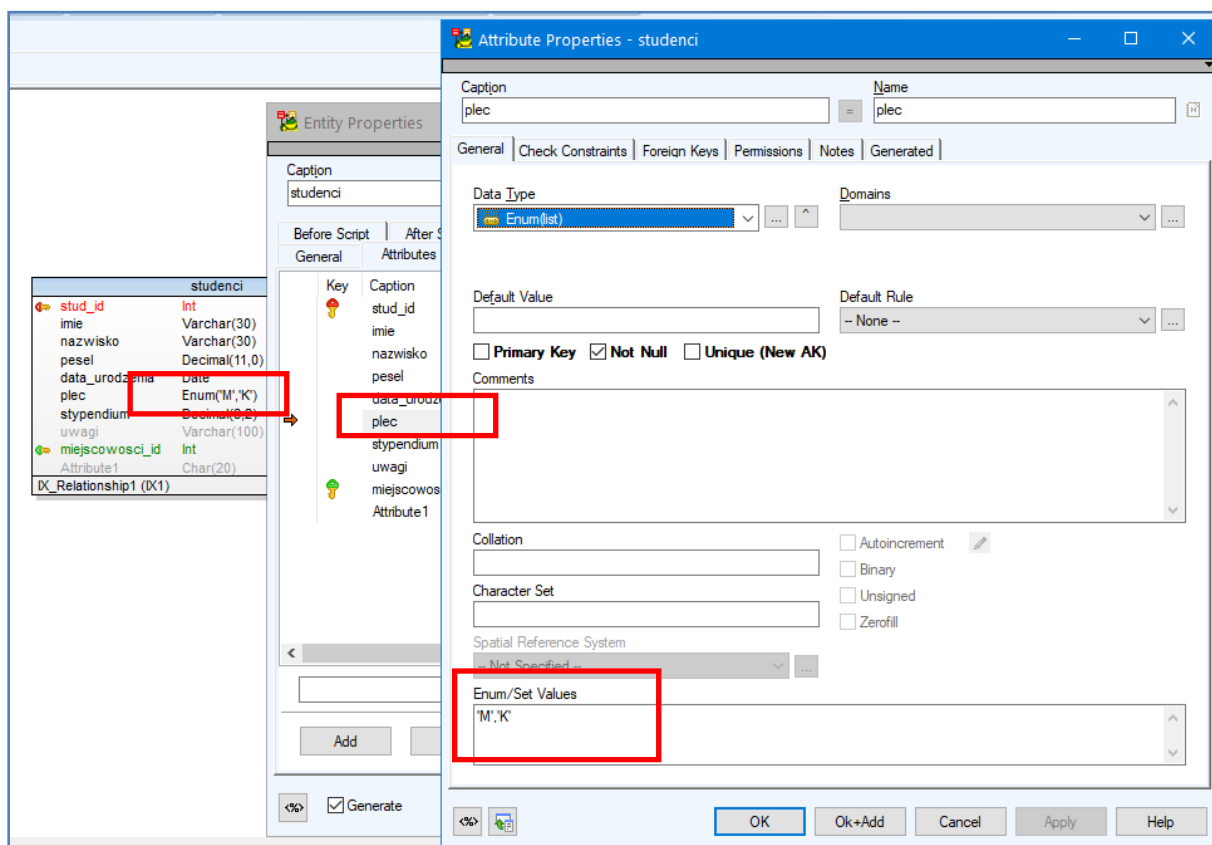 Attribute Properties - studenci
Caption
Name
plec
=
plec
General Check Constraints Foreign Keys Permissions Notes Generated
Data Type
Domains
Enum(list)
...
^
...
Default Value
Default Rule
-- None --
...
Primary Key Not Null Unique (New AK)
Comments
Collation
Autoincrement
Binary
Character Set
Unsigned
Zerofill
Spatial Reference System
-- Not Specified --
...
Enum/Set Values
'M','K'
<%>
OK Ok+Add Cancel Apply Help
Entity Properties
Caption
studenci
Before Script After S
General Attributes
Key Caption
stud_id
imie
nazwisko
pesel
data_urodze
plec
stypendium
uwagi
miejscowos
Attribute1
<
Add
<%> Generate
studenci
stud_id Int
imie Varchar(30)
nazwisko Varchar(30)
pesel Decimal(11,0)
data_urodzenia Date
plec Enum('M','K')
stypendium Decimal(8,2)
uwagi Varchar(100)
miejscowosci_id Int
Attribute1 Char(20)
IX_Relationship1 (IX1)